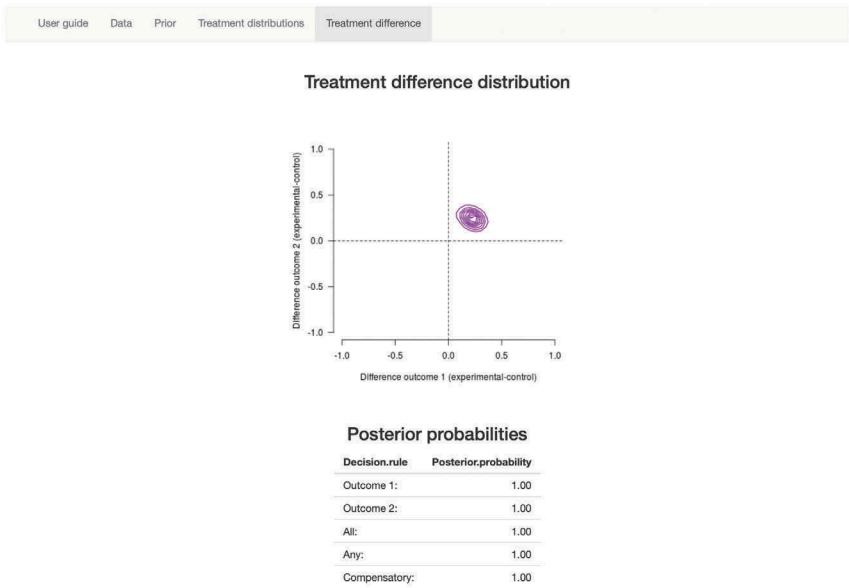 User guide Data Prior Treatment distributions Treatment difference
Treatment difference distribution
Difference outcome 2 (experimental-control)
1.0
0.5
0.0
-0.5
-1.0
-1.0 -0.5 0.0 0.5 1.0
Difference outcome 1 (experimental-control)
Posterior probabilities
Decision.rule Posterior.probability
Outcome 1: 1.00
Outcome 2: 1.00
All: 1.00
Any: 1.00
Compensatory: 1.00